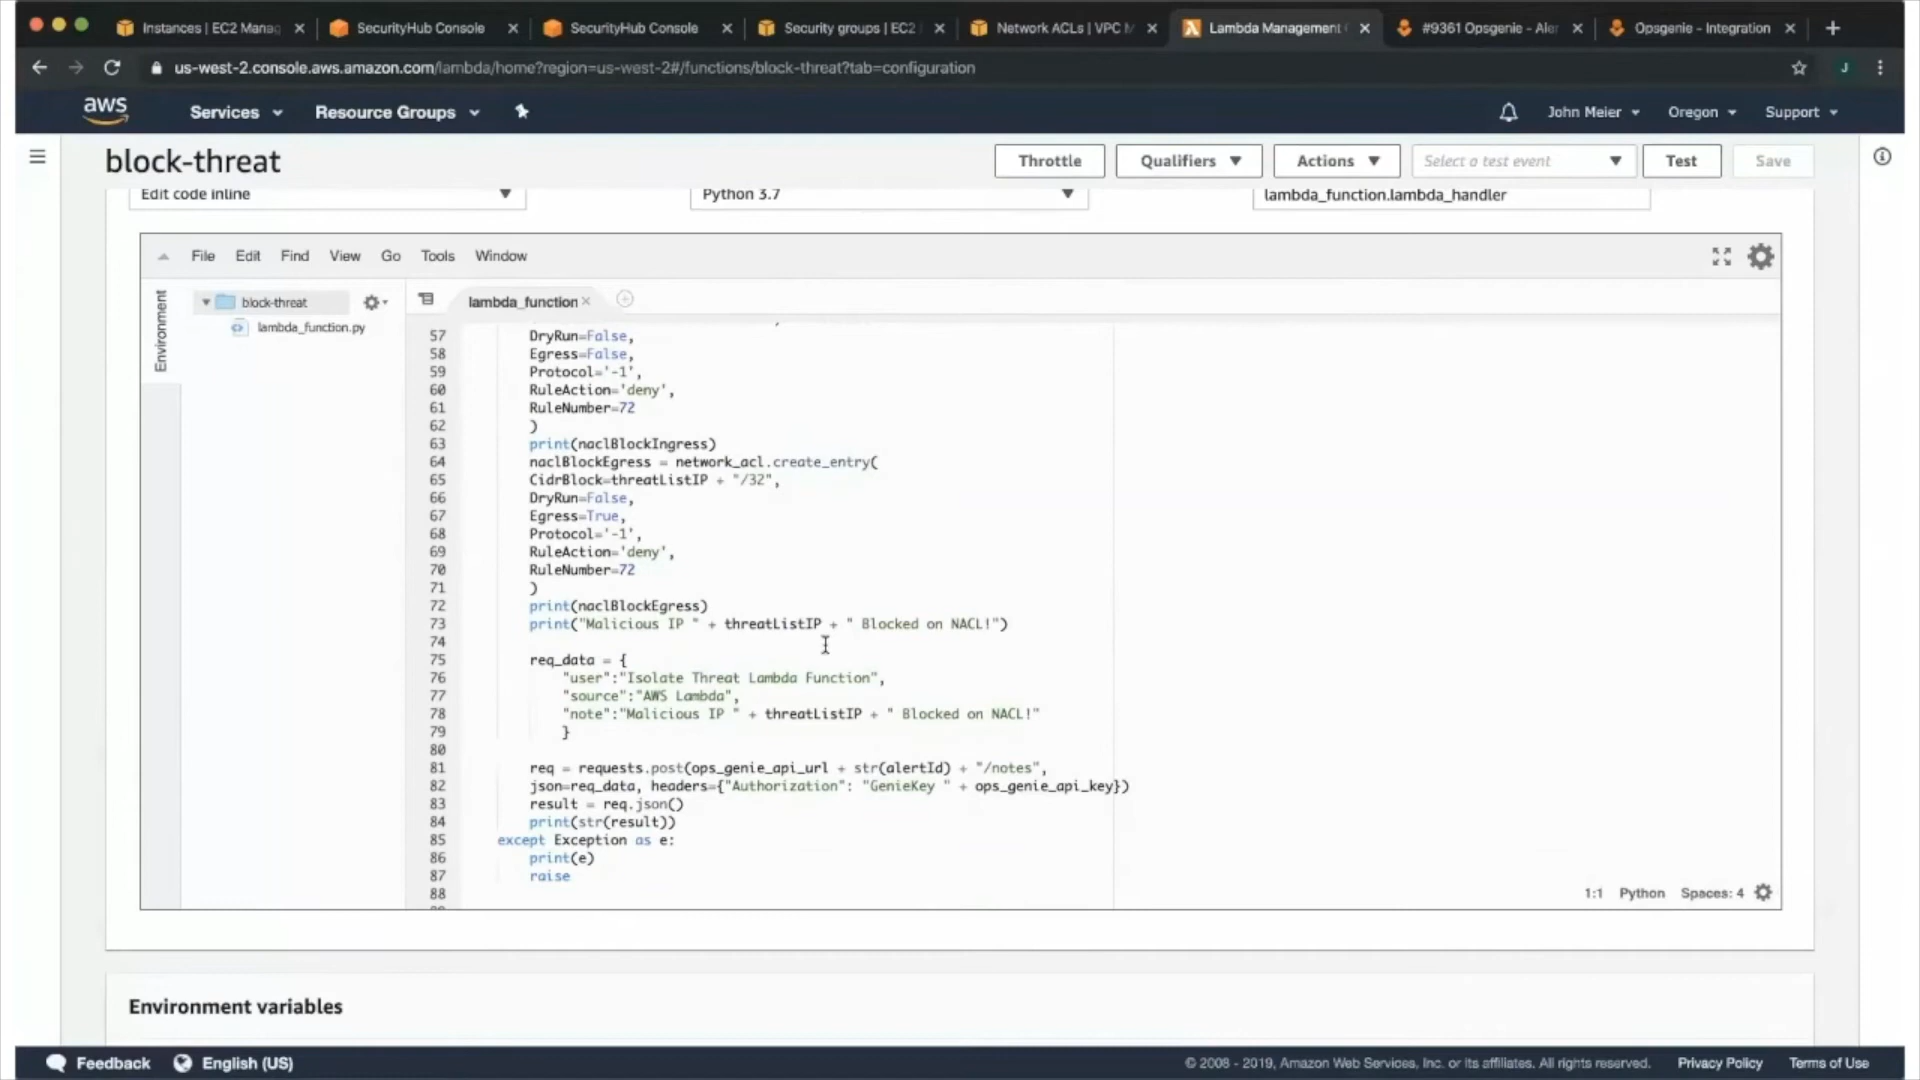 Instances | EC2 Manag
SecurityHub Console
SecurityHub Console
Security groups | EC2
Network ACLs | VPC M
Lambda Management
#9361 Opsgenie - Aler
Opsgenie - Integration
us-west-2.console.aws.amazon.com/lambda/home?region=us-west-2#/functions/block-threat?tab=configuration
J
aws
Services
Resource Groups
John Meier
Oregon
Support
block-threat
Throttle
Qualifiers
Actions
Select a test event
Test
Save
Edit code inline
Python 3.7
lambda_function.lambda_handler
File Edit Find View Go Tools Window
Environment
block-threat
lambda_function.py
lambda_function
57 DryRun=False,
58 Egress=False,
59 Protocol='-1',
60 RuleAction='deny',
61 RuleNumber=72
62 )
63 print(naclBlockIngress)
64 naclBlockEgress = network_acl.create_entry(
65 CidrBlock=threatListIP + "/32",
66 DryRun=False,
67 Egress=True,
68 Protocol='-1',
69 RuleAction='deny',
70 RuleNumber=72
71 )
72 print(naclBlockEgress)
73 print("Malicious IP " + threatListIP + " Blocked on NACL!")
74
75 req_data = {
76 "user":"Isolate Threat Lambda Function",
77 "source":"AWS Lambda",
78 "note":"Malicious IP " + threatListIP + " Blocked on NACL!"
79 }
80
81 req = requests.post(ops_genie_api_url + str(alertId) + "/notes",
82 json=req_data, headers={"Authorization": "GenieKey " + ops_genie_api_key})
83 result = req.json()
84 print(str(result))
85 except Exception as e:
86 print(e)
87 raise
88
1:1 Python Spaces: 4
Environment variables
Feedback
English (US)
© 2008 - 2019, Amazon Web Services, Inc. or its affiliates. All rights reserved.
Privacy Policy
Terms of Use